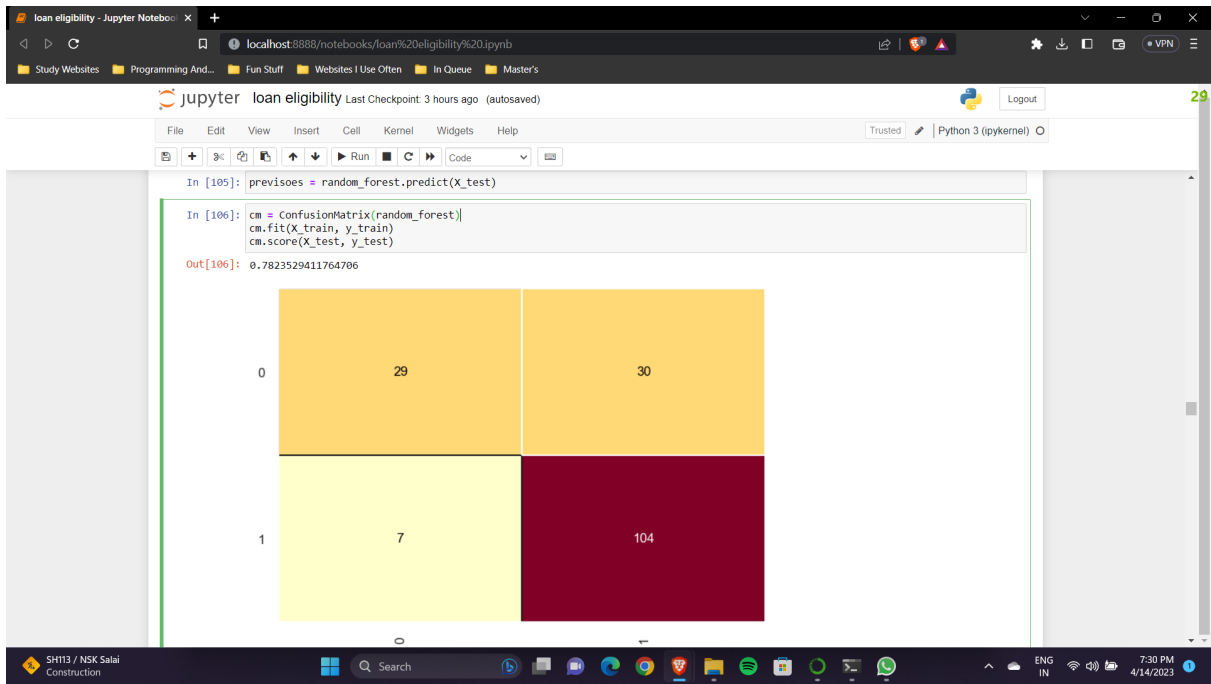 loan eligibility - Jupyter Noteboo
localhost:8888/notebooks/loan%20eligibility%20.ipynb
VPN
Study Websites Programming And... Fun Stuff Websites I Use Often In Queue Master's
jupyter loan eligibility Last Checkpoint: 3 hours ago (autosaved)
Logout
29
File Edit View Insert Cell Kernel Widgets Help
Trusted Python 3 (ipykernel)
Run Code
In [105]: previsoes = random_forest.predict(X_test)
In [106]: cm = ConfusionMatrix(random_forest)
cm.fit(X_train, y_train)
cm.score(X_test, y_test)
Out[106]: 0.7823529411764706
0 29 30
1 7 104
0 1
SH113 / NSK Salai
Construction
Search
ENG
IN
7:30 PM
4/14/2023
1